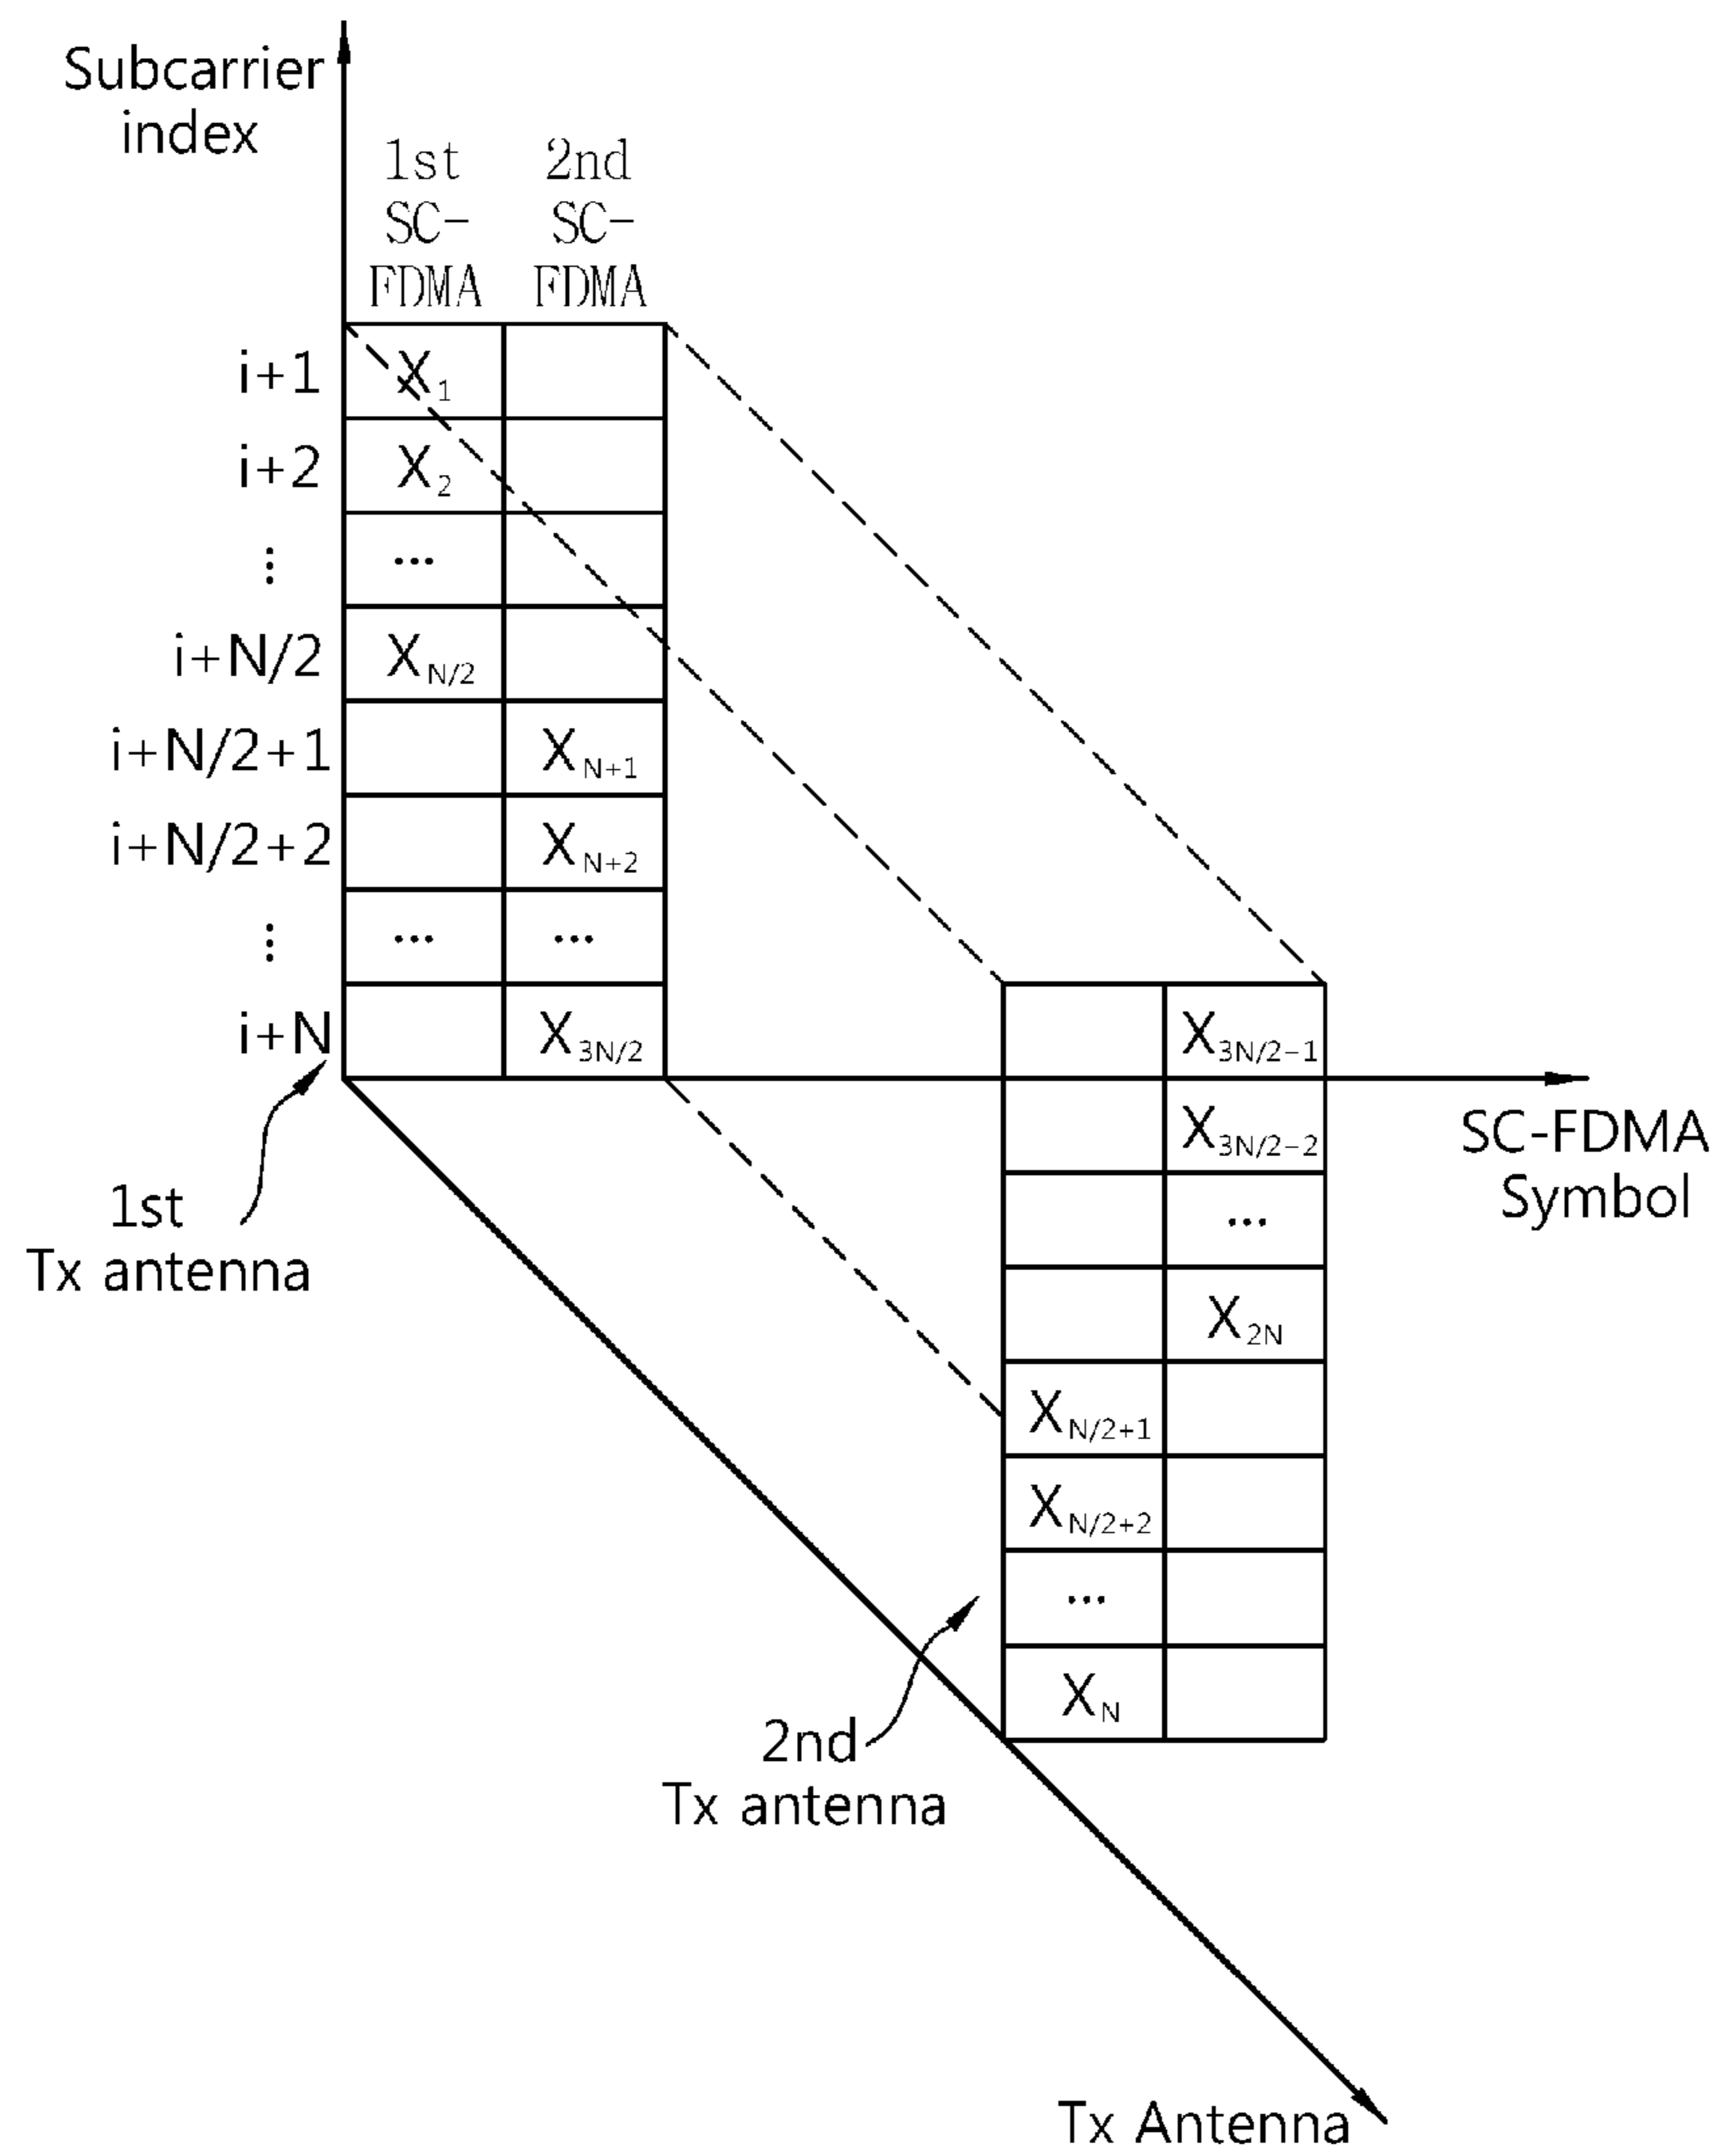 Subcarrier
index
1st 2nd
SC- SC-
FDMA FDMA
i+1 X1
i+2 X2
⋮ ...
i+N/2 XN/2
i+N/2+1 XN+1
i+N/2+2 XN+2
⋮ ... ...
i+N X3N/2
X3N/2-1
SC-FDMA
Symbol
X3N/2-2
...
X2N
1st
Tx antenna
XN/2+1
XN/2+2
...
XN
2nd
Tx antenna
Tx Antenna